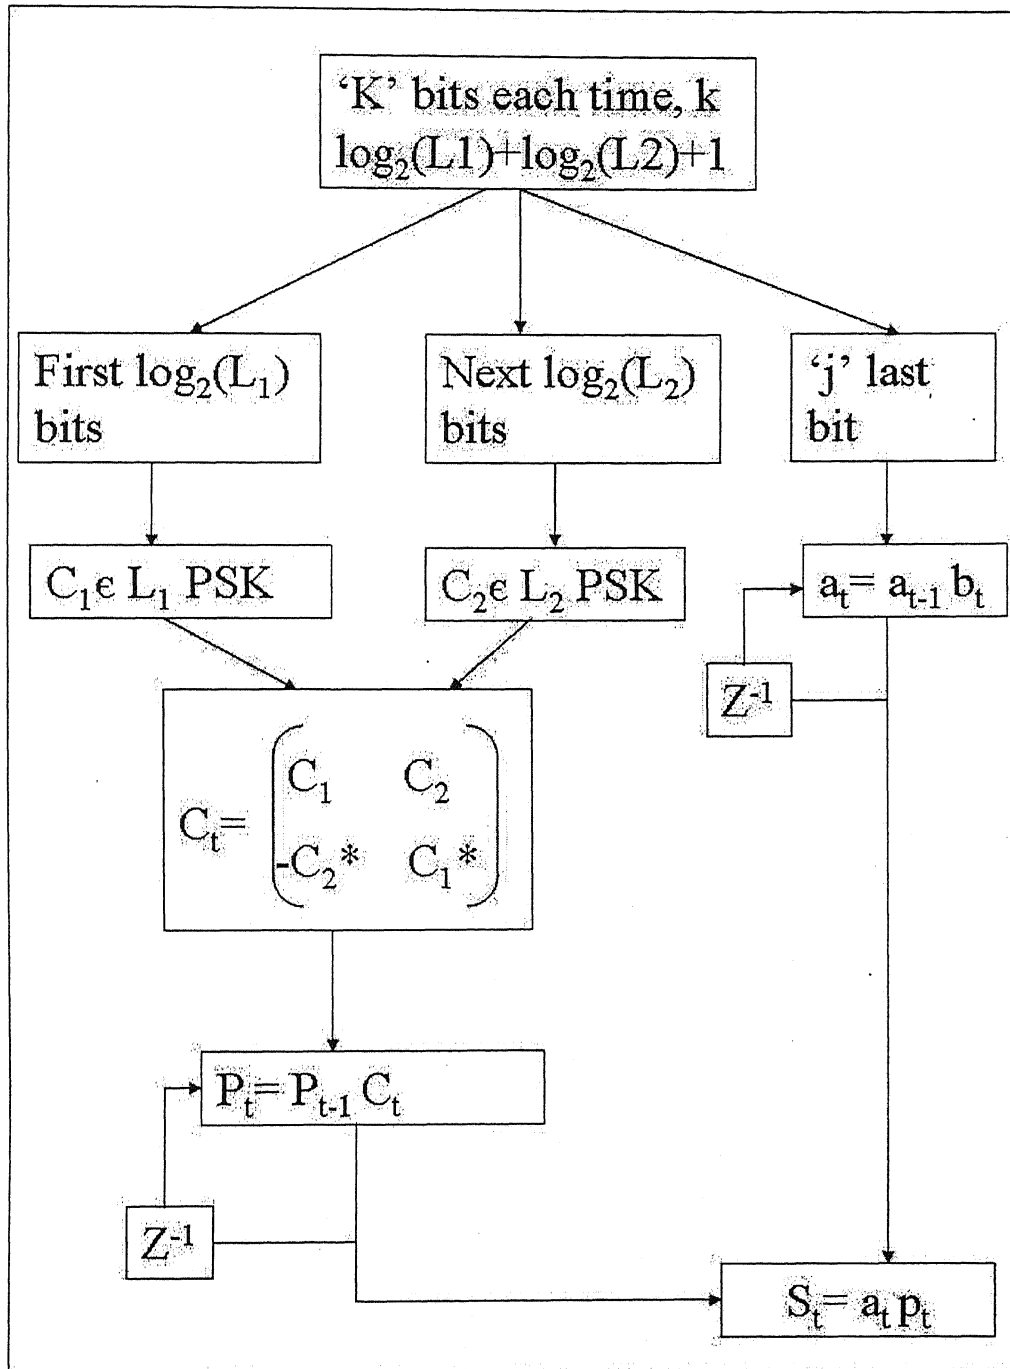 ‘K’ bits each time, k
log₂(L1)+log₂(L2)+1
First log₂(L₁)
bits
Next log₂(L₂)
bits
‘j’ last
bit
C₁є L₁ PSK
C₂є L₂ PSK
aₜ= aₜ₋₁ bₜ
Z⁻¹
Cₜ=
C₁ C₂
-C₂* C₁*
Pₜ= Pₜ₋₁ Cₜ
Z⁻¹
Sₜ= aₜ pₜ